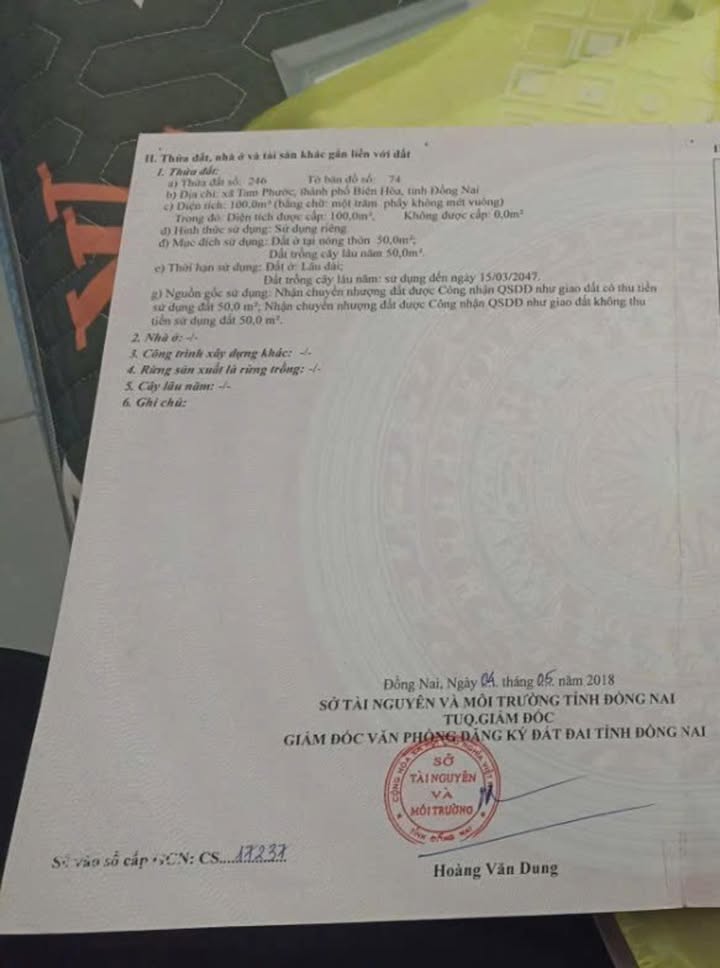 II. Thửa đất, nhà ở và tài sản khác gắn liền với đất
1. Thửa đất:
a) Thửa đất số: 246 Tờ bản đồ số: 74
b) Địa chỉ: xã Tam Phước, thành phố Biên Hòa, tỉnh Đồng Nai
c) Diện tích: 100,0m² (bằng chữ: một trăm phẩy không mét vuông)
Trong đó: Diện tích được cấp: 100,0m², Không được cấp: 0,0m²
d) Hình thức sử dụng: Sử dụng riêng
đ) Mục đích sử dụng: Đất ở tại nông thôn 50,0m²;
Đất trồng cây lâu năm 50,0m².
e) Thời hạn sử dụng: Đất ở: Lâu dài;
Đất trồng cây lâu năm: sử dụng đến ngày 15/03/2047.
g) Nguồn gốc sử dụng: Nhận chuyển nhượng đất được Công nhận QSDĐ như giao đất có thu tiền
sử dụng đất 50,0 m²; Nhận chuyển nhượng đất được Công nhận QSDĐ như giao đất không thu
tiền sử dụng đất 50,0 m².
2. Nhà ở: -/-
3. Công trình xây dựng khác: -/-
4. Rừng sản xuất là rừng trồng: -/-
5. Cây lâu năm: -/-
6. Ghi chú:
Đồng Nai, Ngày 04. tháng 05. năm 2018
SỞ TÀI NGUYÊN VÀ MÔI TRƯỜNG TỈNH ĐỒNG NAI
TUQ.GIÁM ĐỐC
GIÁM ĐỐC VĂN PHÒNG ĐĂNG KÝ ĐẤT ĐAI TỈNH ĐỒNG NAI
SỞ
TÀI NGUYÊN
VÀ
MÔI TRƯỜNG
TỈNH ĐỒNG NAI
Số vào sổ cấp GCN: CS....17237
Hoàng Văn Dung